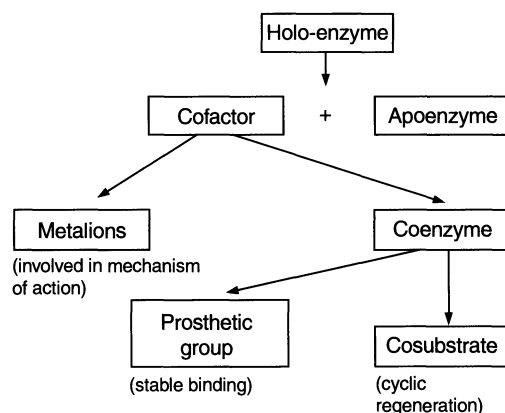 Holo-enzyme
Cofactor + Apoenzyme
Metalions
(involved in mechanism
of action)
Coenzyme
Prosthetic
group
(stable binding)
Cosubstrate
(cyclic
regeneration)